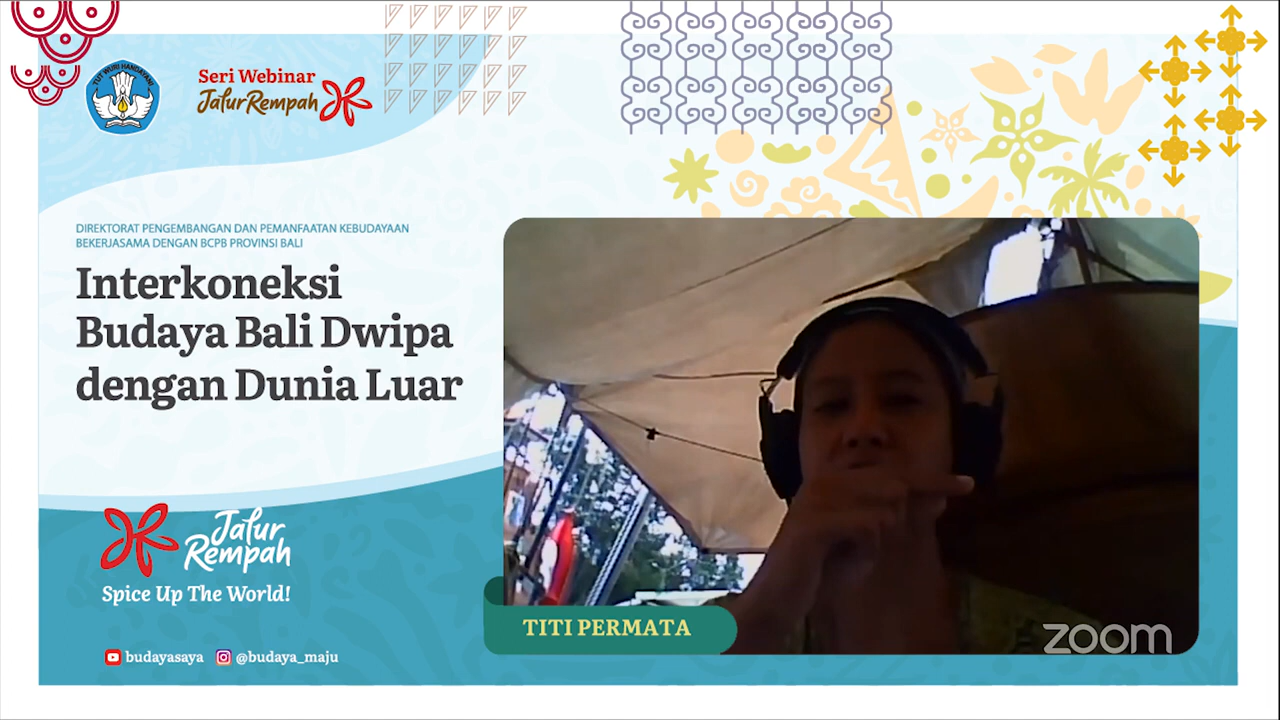 TUT WURI HANDAYANI
Seri Webinar
Jalur Rempah
DIREKTORAT PENGEMBANGAN DAN PEMANFAATAN KEBUDAYAAN
BEKERJASAMA DENGAN BCPB PROVINSI BALI
Interkoneksi
Budaya Bali Dwipa
dengan Dunia Luar
Jalur
Rempah
Spice Up The World!
budayasaya @budaya_maju
TITI PERMATA
zoom